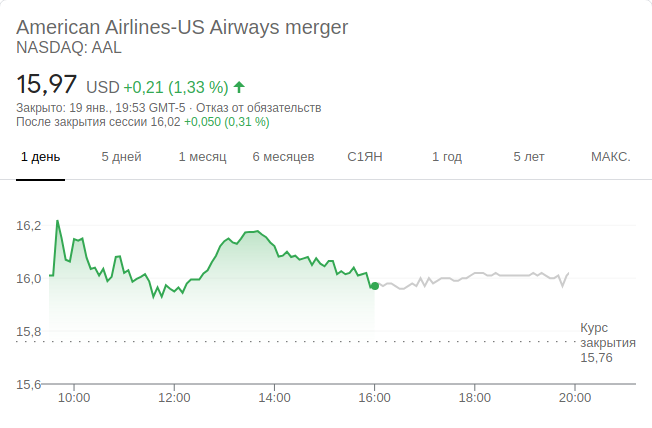 American Airlines-US Airways merger
NASDAQ: AAL
15,97 USD +0,21 (1,33 %)
Закрыто: 19 янв., 19:53 GMT-5 · Отказ от обязательств
После закрытия сессии 16,02 +0,050 (0,31 %)
1 день 5 дней 1 месяц 6 месяцев С1ЯН 1 год 5 лет МАКС.
16,2
16,0
15,8
Курс
закрытия
15,76
15,6
10:00 12:00 14:00 16:00 18:00 20:00